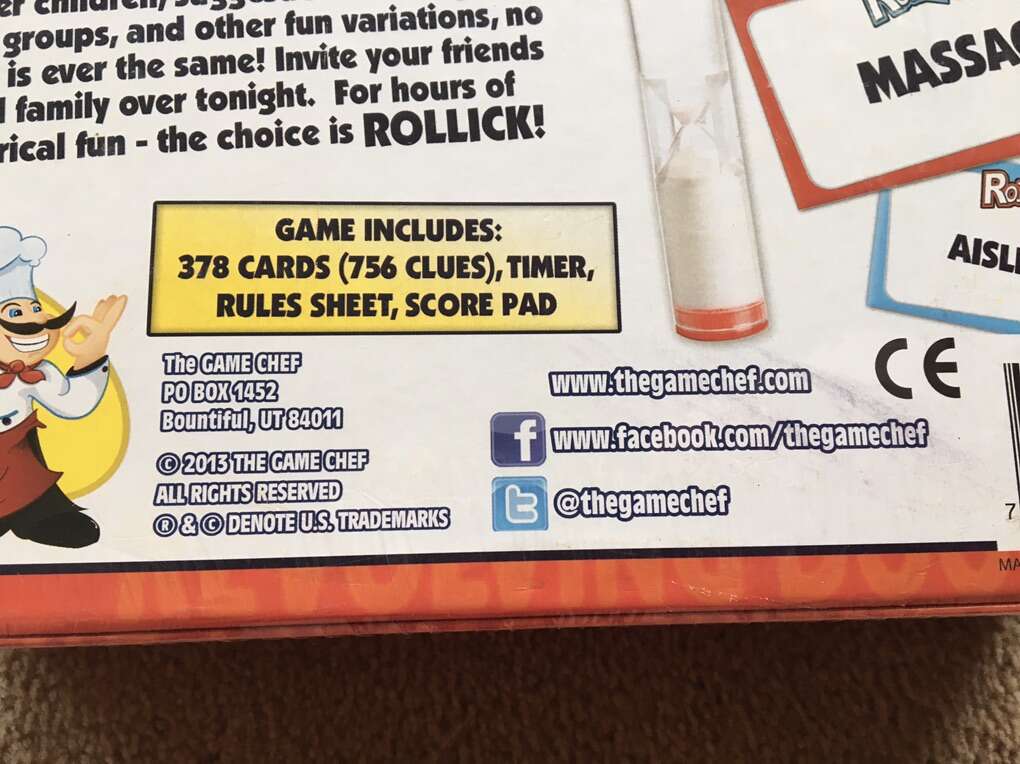 groups, and other fun variations, no
is ever the same! Invite your friends
family over tonight. For hours of
fun - the choice is ROLLICK!
GAME INCLUDES:
378 CARDS (756 CLUES), TIMER,
RULES SHEET, SCORE PAD
The GAME CHEF
PO BOX 1452
Bountiful, UT 84011
© 2013 THE GAME CHEF
ALL RIGHTS RESERVED
® & © DENOTE U.S. TRADEMARKS
www.thegamechef.com
f www.facebook.com/thegamechef
t @thegamechef
CE
7